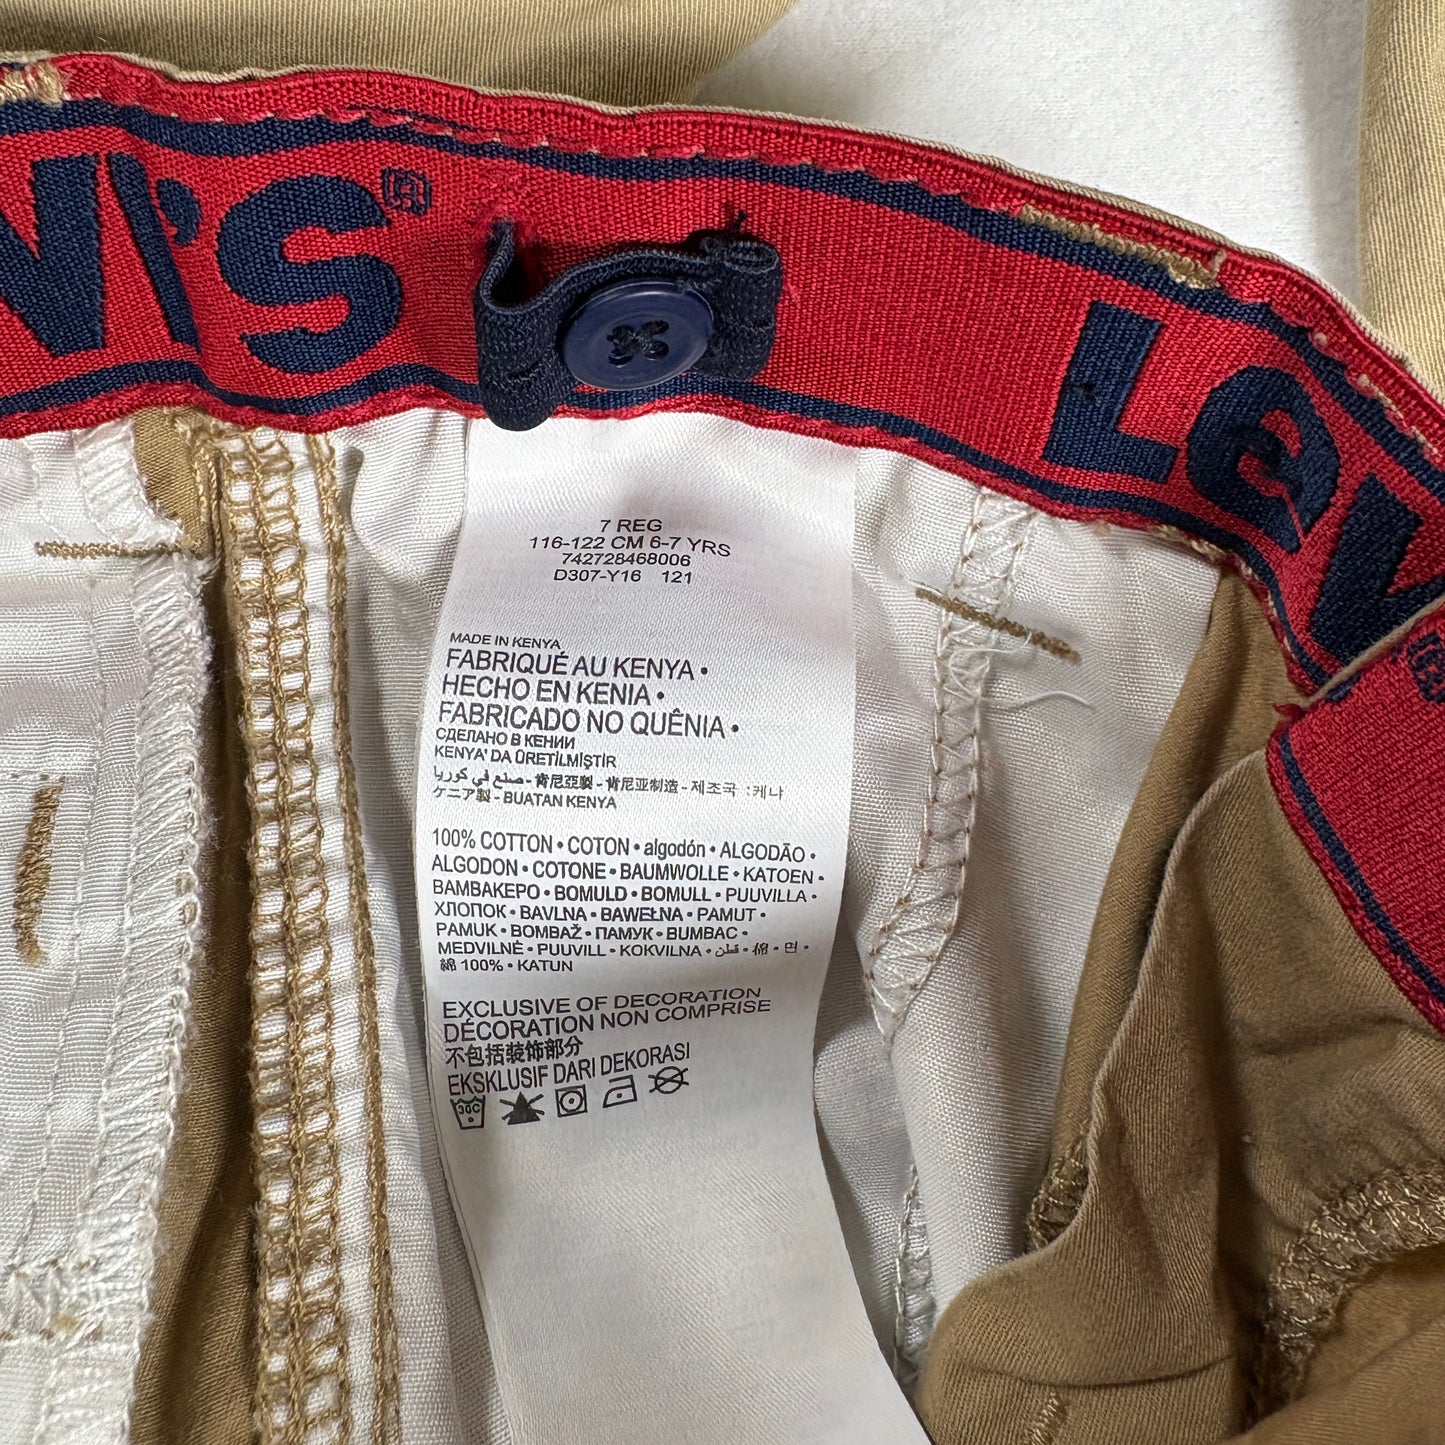 VI'S®
LEV
7 REG
116-122 CM 6-7 YRS
742728468006
D307-Y16 121
MADE IN KENYA
FABRIQUÉ AU KENYA •
HECHO EN KENIA •
FABRICADO NO QUÊNIA •
СДЕЛАНО В КЕНИИ
KENYA' DA ÜRETİLMİŞTİR
صنع في كوريا - 肯尼亞製 - 肯尼亚制造 - 제조국 : 케냐
ケニア製 - BUATAN KENYA
100% COTTON • COTON • algodón • ALGODÃO •
ALGODON • COTONE • BAUMWOLLE • KATOEN •
BAMBAKEPO • BOMULD • BOMULL • PUUVILLA •
ХЛОПОК • BAVLNA • BAWEŁNA • PAMUT •
PAMUK • BOMBAŽ • ПАМУК • BUMBAC •
MEDVILNĖ • PUUVILL • KOKVILNA • قطن • 棉 • 면 •
綿 100% • KATUN
EXCLUSIVE OF DECORATION
DÉCORATION NON COMPRISE
不包括装饰部分
EKSKLUSIF DARI DEKORASI
30C